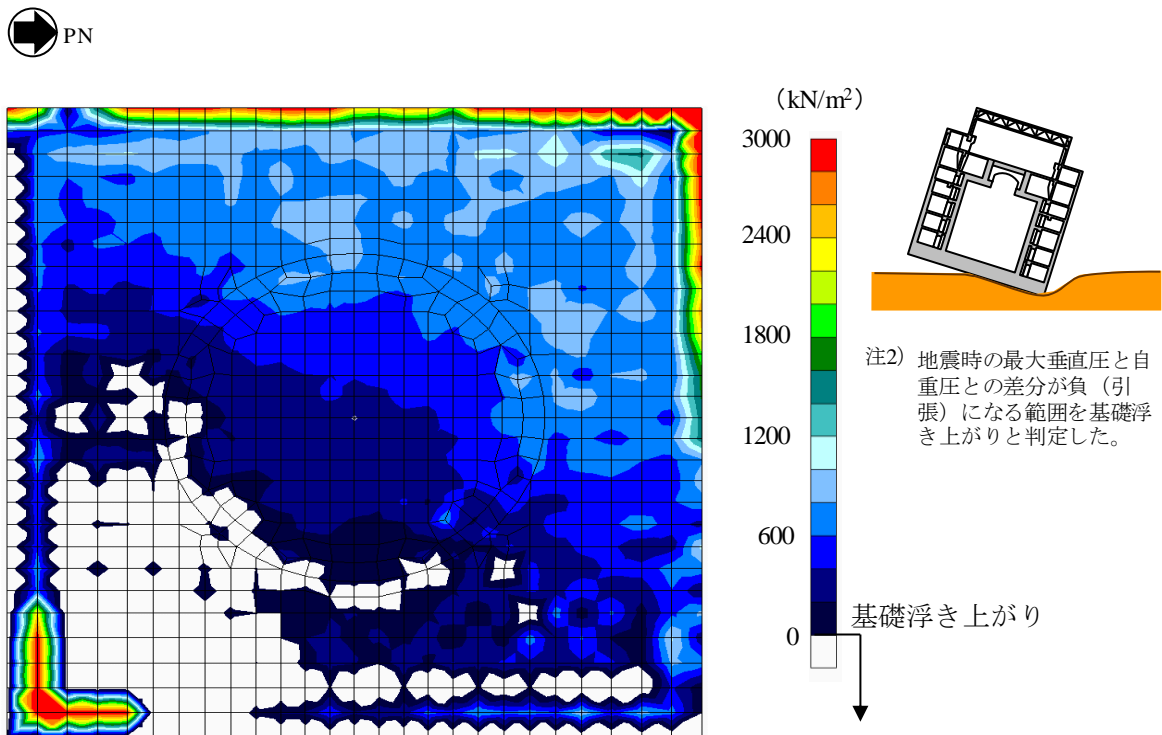 PN
（kN/m²）
3000
2400
1800
1200
600
0
基礎浮き上がり
注2） 地震時の最大垂直圧と自
重圧との差分が負（引
張）になる範囲を基礎浮
き上がりと判定した。